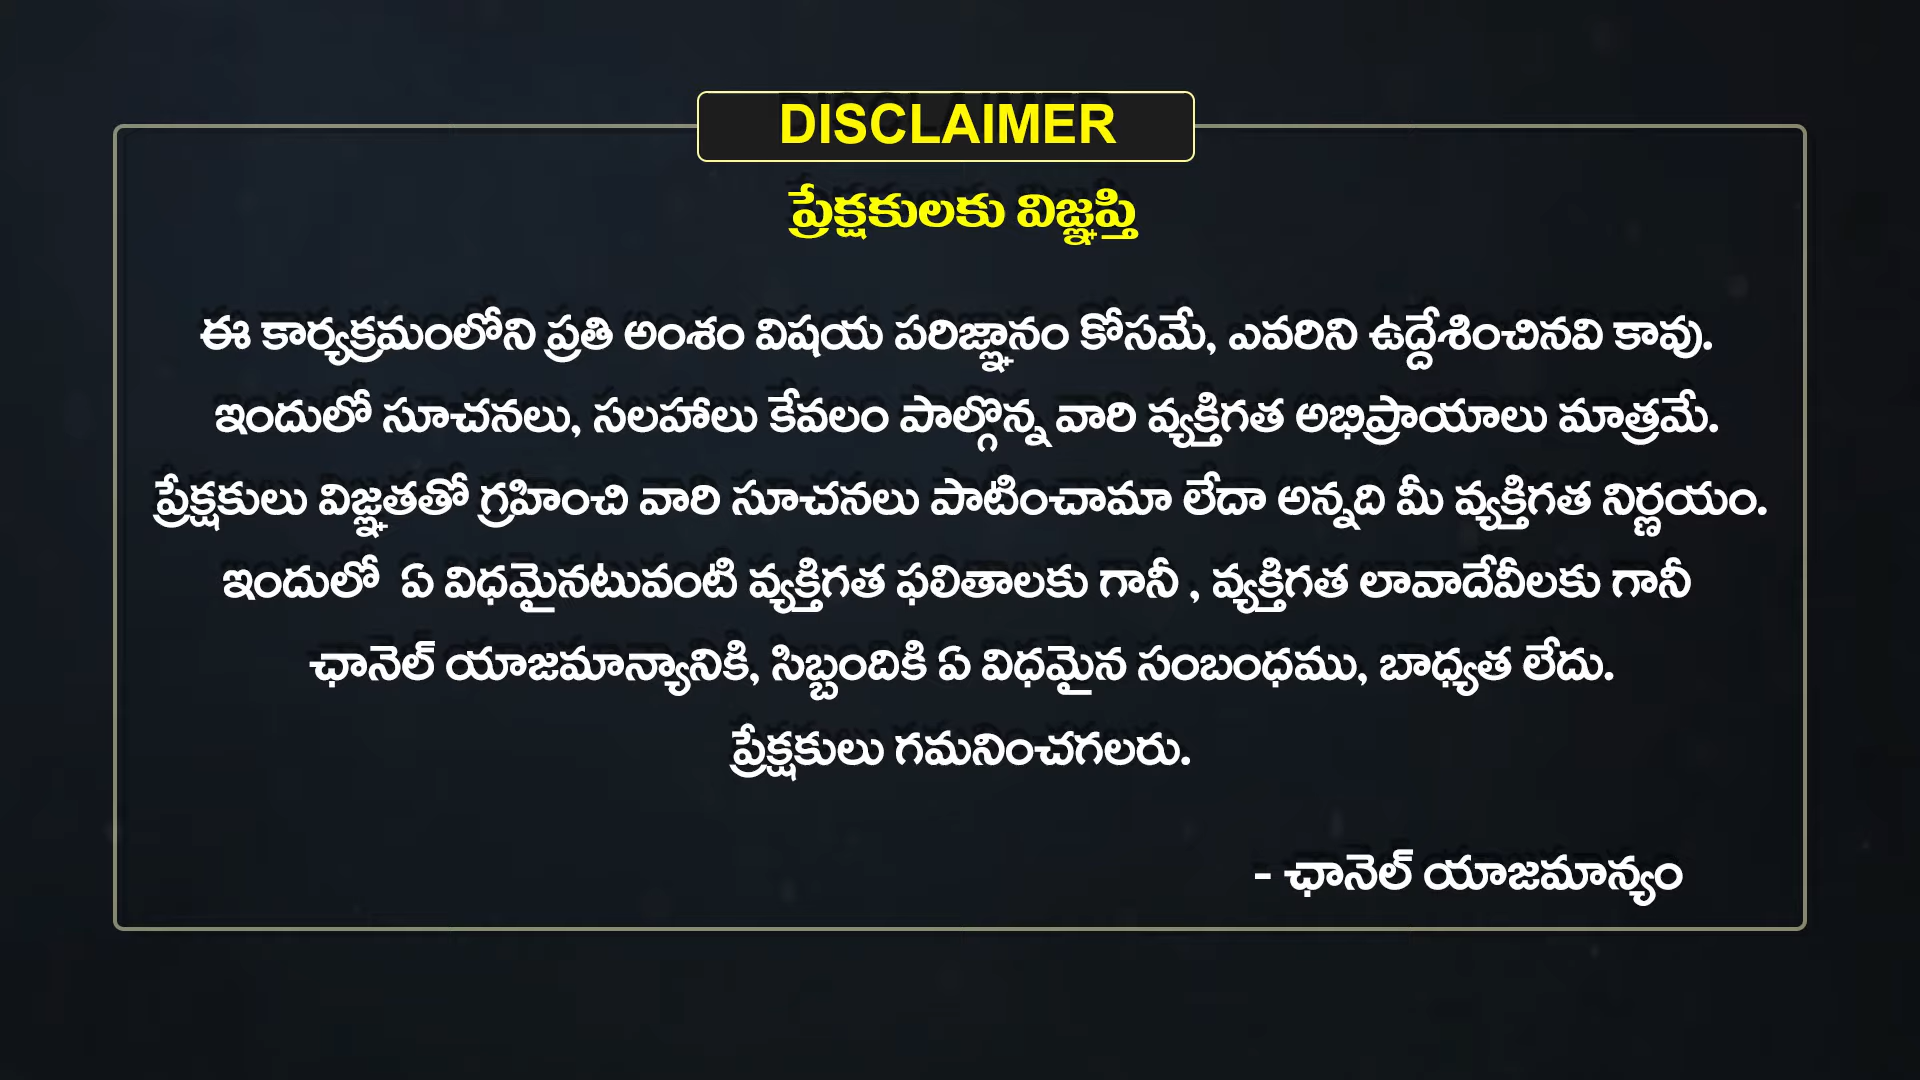 DISCLAIMER
ప్రేక్షకులకు విజ్ఞప్తి
ఈ కార్యక్రమంలోని ప్రతి అంశం విషయ పరిజ్ఞానం కోసమే, ఎవరిని ఉద్దేశించినవి కావు.
ఇందులో సూచనలు, సలహాలు కేవలం పాల్గొన్న వారి వ్యక్తిగత అభిప్రాయాలు మాత్రమే.
ప్రేక్షకులు విజ్ఞతతో గ్రహించి వారి సూచనలు పాటించామా లేదా అన్నది మీ వ్యక్తిగత నిర్ణయం.
ఇందులో ఏ విధమైనటువంటి వ్యక్తిగత ఫలితాలకు గానీ , వ్యక్తిగత లావాదేవీలకు గానీ
ఛానెల్ యాజమాన్యానికి, సిబ్బందికి ఏ విధమైన సంబంధము, బాధ్యత లేదు.
ప్రేక్షకులు గమనించగలరు.
- ఛానెల్ యాజమాన్యం